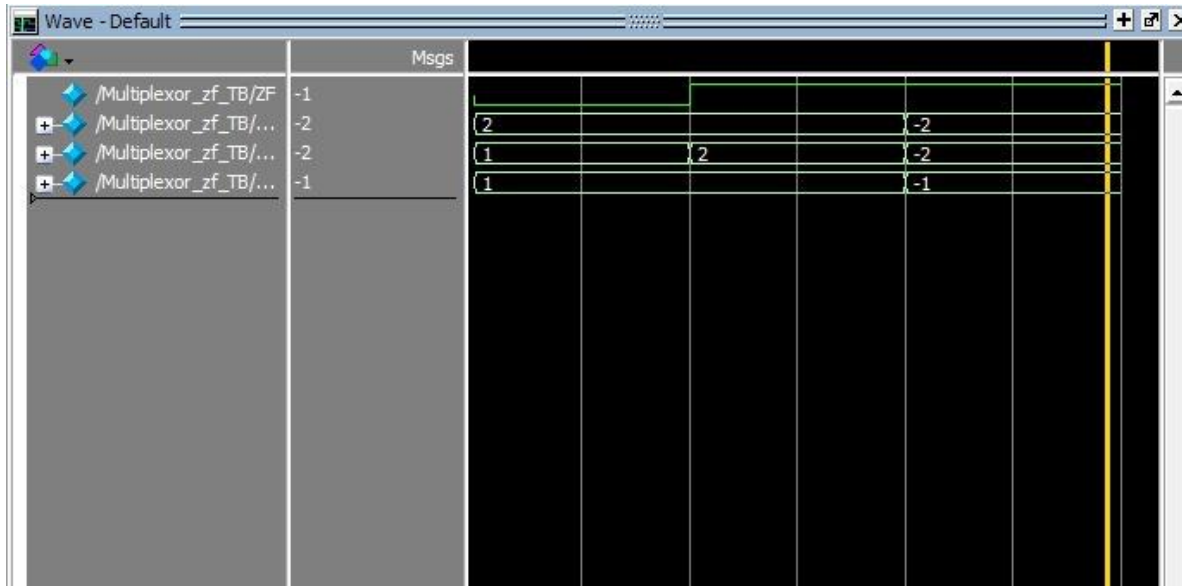 Wave - Default
Msgs
/Multiplexor_zf_TB/ZF -1
/Multiplexor_zf_TB/... -2 2 -2
/Multiplexor_zf_TB/... -2 1 2 -2
/Multiplexor_zf_TB/... -1 1 -1